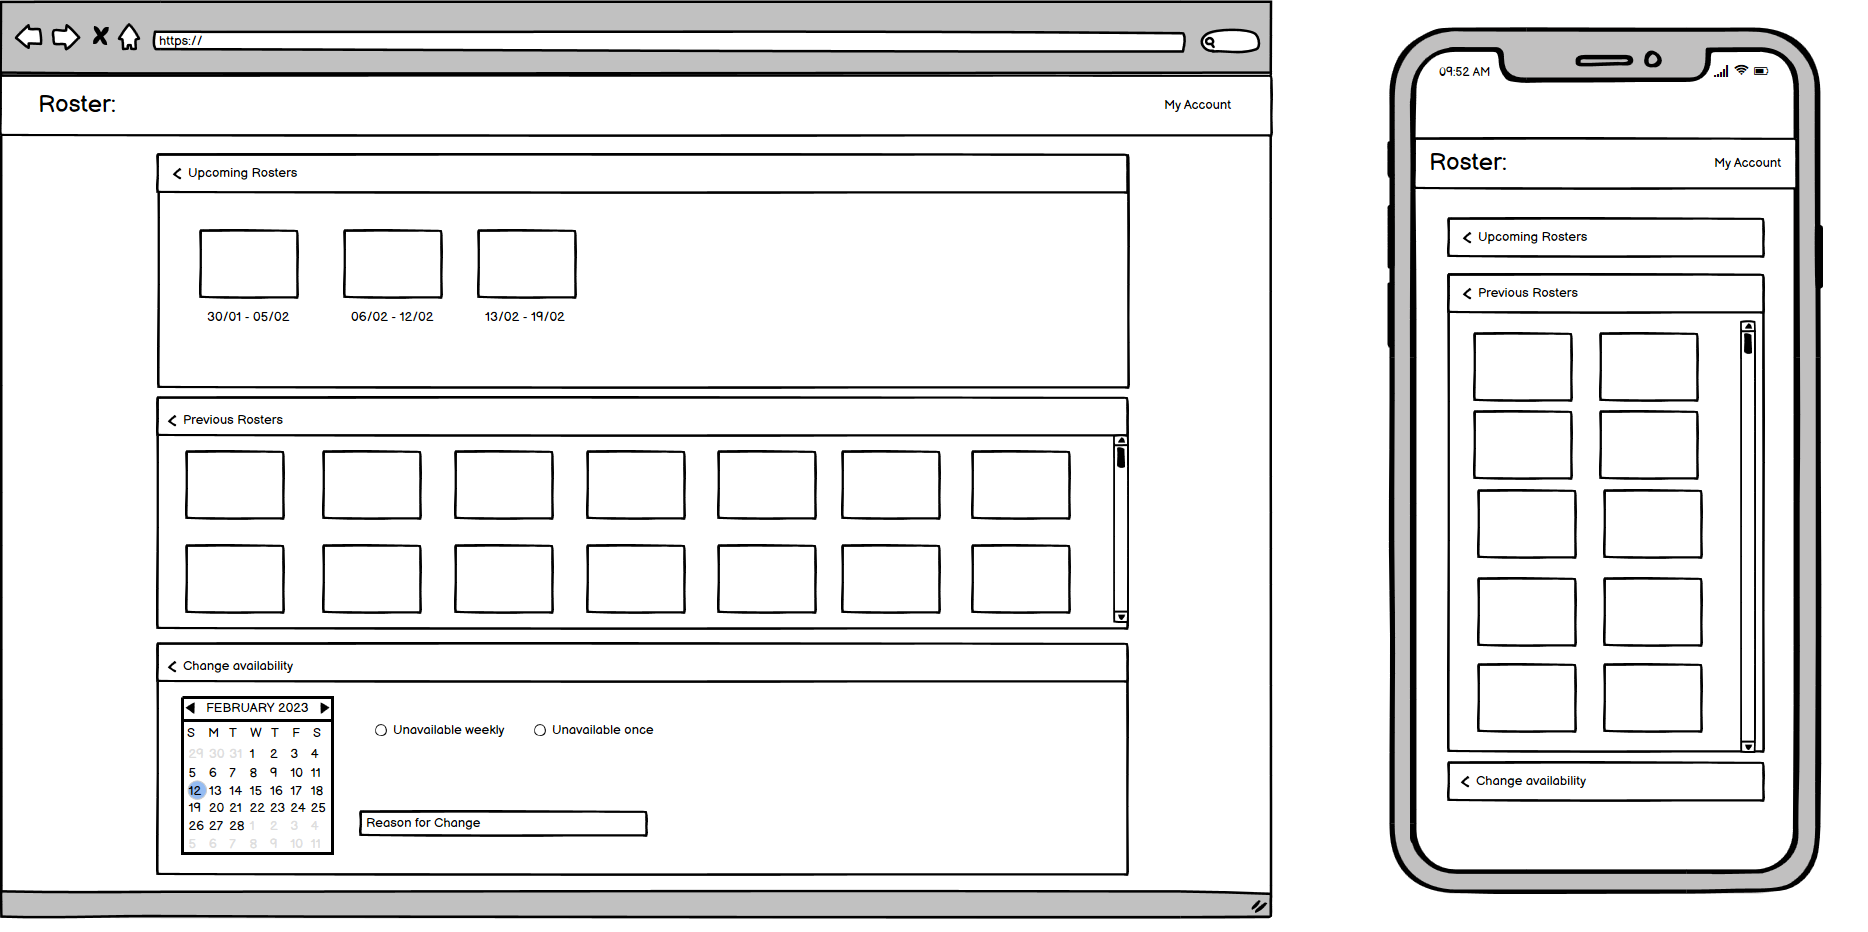 https://
Roster:
My Account
Upcoming Rosters
30/01 - 05/02
06/02 - 12/02
13/02 - 19/02
Previous Rosters
Change availability
FEBRUARY 2023
S M T W T F S
29 30 31 1 2 3 4
5 6 7 8 9 10 11
12 13 14 15 16 17 18
19 20 21 22 23 24 25
26 27 28 1 2 3 4
5 6 7 8 9 10 11
Unavailable weekly
Unavailable once
Reason for Change
09:52 AM
Roster:
My Account
Upcoming Rosters
Previous Rosters
Change availability